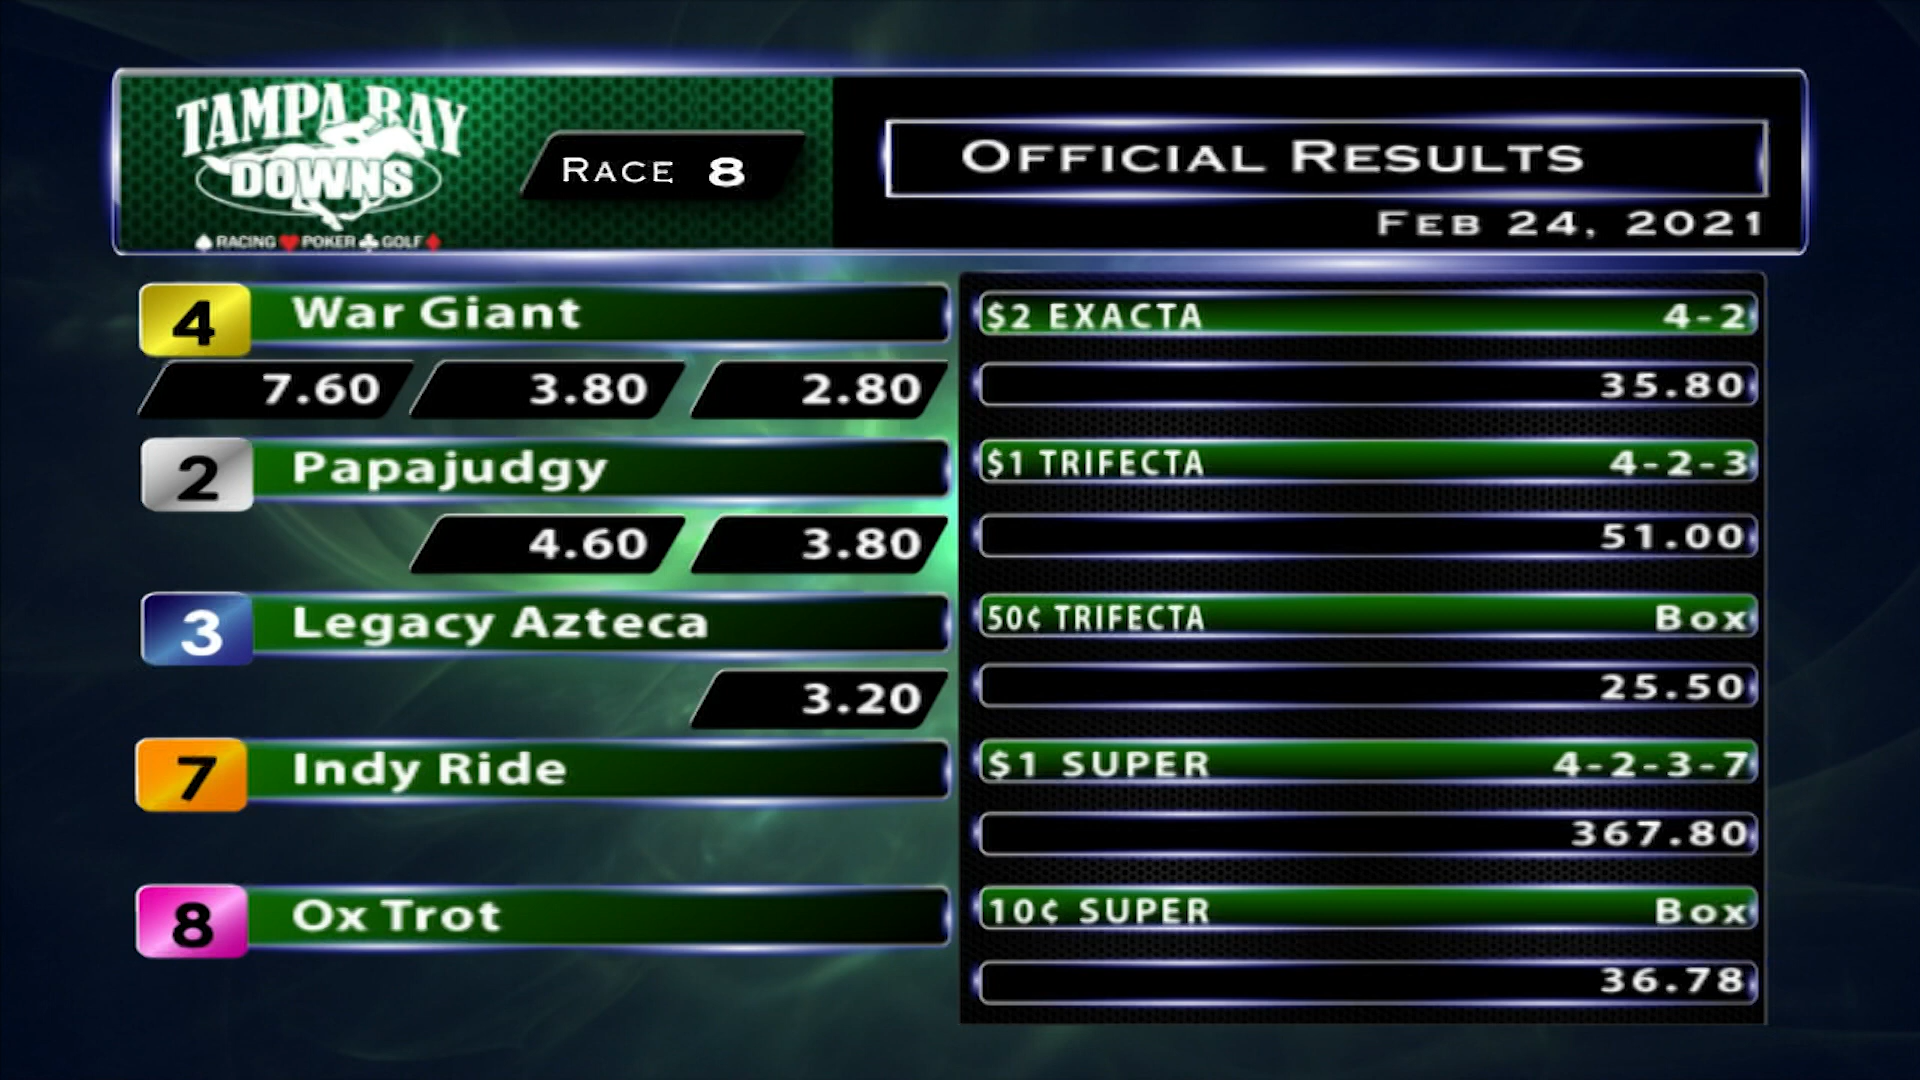 TAMPA BAY
DOWNS
RACING POKER GOLF
RACE 8
OFFICIAL RESULTS
FEB 24, 2021
4 War Giant
7.60 3.80 2.80
2 Papajudgy
4.60 3.80
3 Legacy Azteca
3.20
7 Indy Ride
8 Ox Trot
$2 EXACTA 4-2
35.80
$1 TRIFECTA 4-2-3
51.00
50¢ TRIFECTA Box
25.50
$1 SUPER 4-2-3-7
367.80
10¢ SUPER Box
36.78